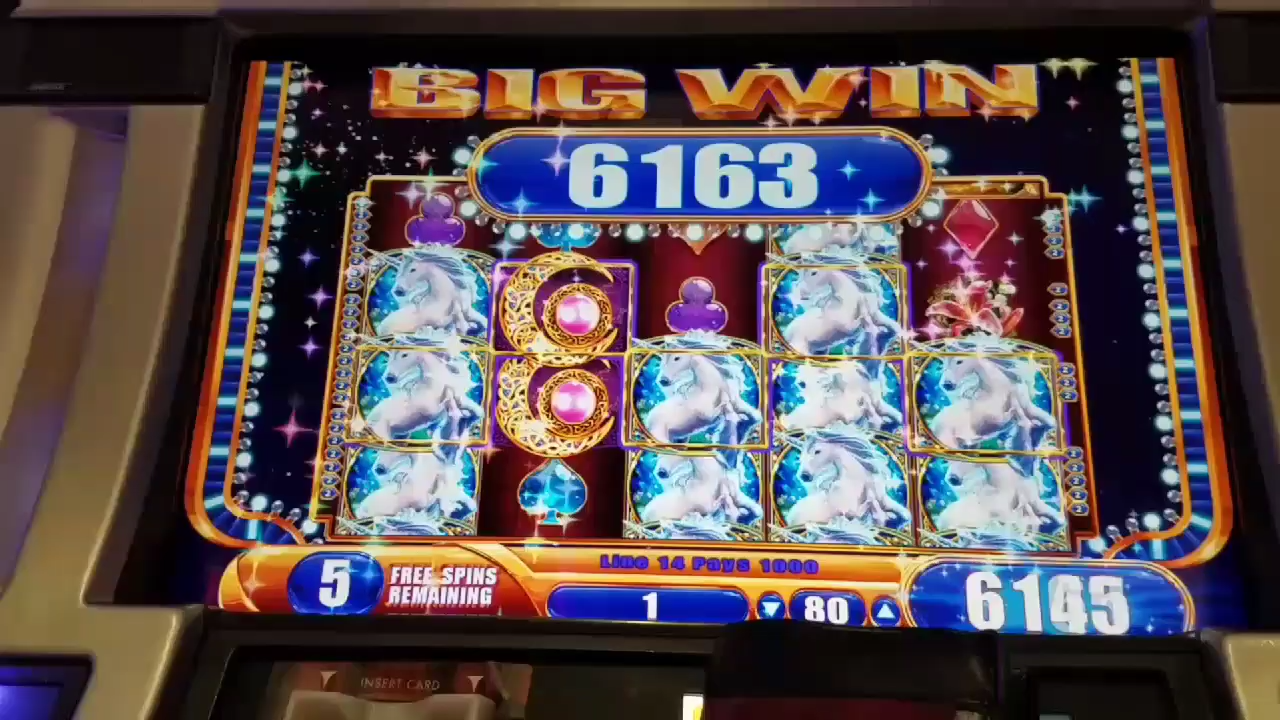 BIG WIN
6163
Line 14 Pays 1000
5
FREE SPINS
REMAINING
1
80
6145
INSERT CARD